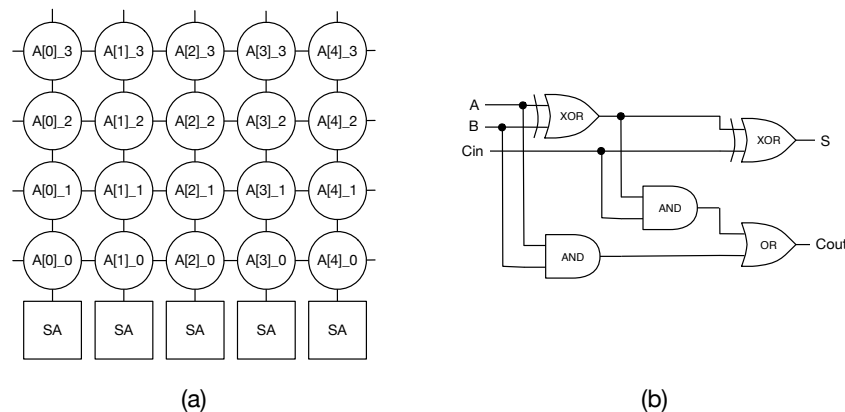 A[0]_3 A[1]_3 A[2]_3 A[3]_3 A[4]_3
A[0]_2 A[1]_2 A[2]_2 A[3]_2 A[4]_2
A[0]_1 A[1]_1 A[2]_1 A[3]_1 A[4]_1
A[0]_0 A[1]_0 A[2]_0 A[3]_0 A[4]_0
SA SA SA SA SA
(a)
A
B
Cin
XOR
XOR
S
AND
AND
OR
Cout
(b)